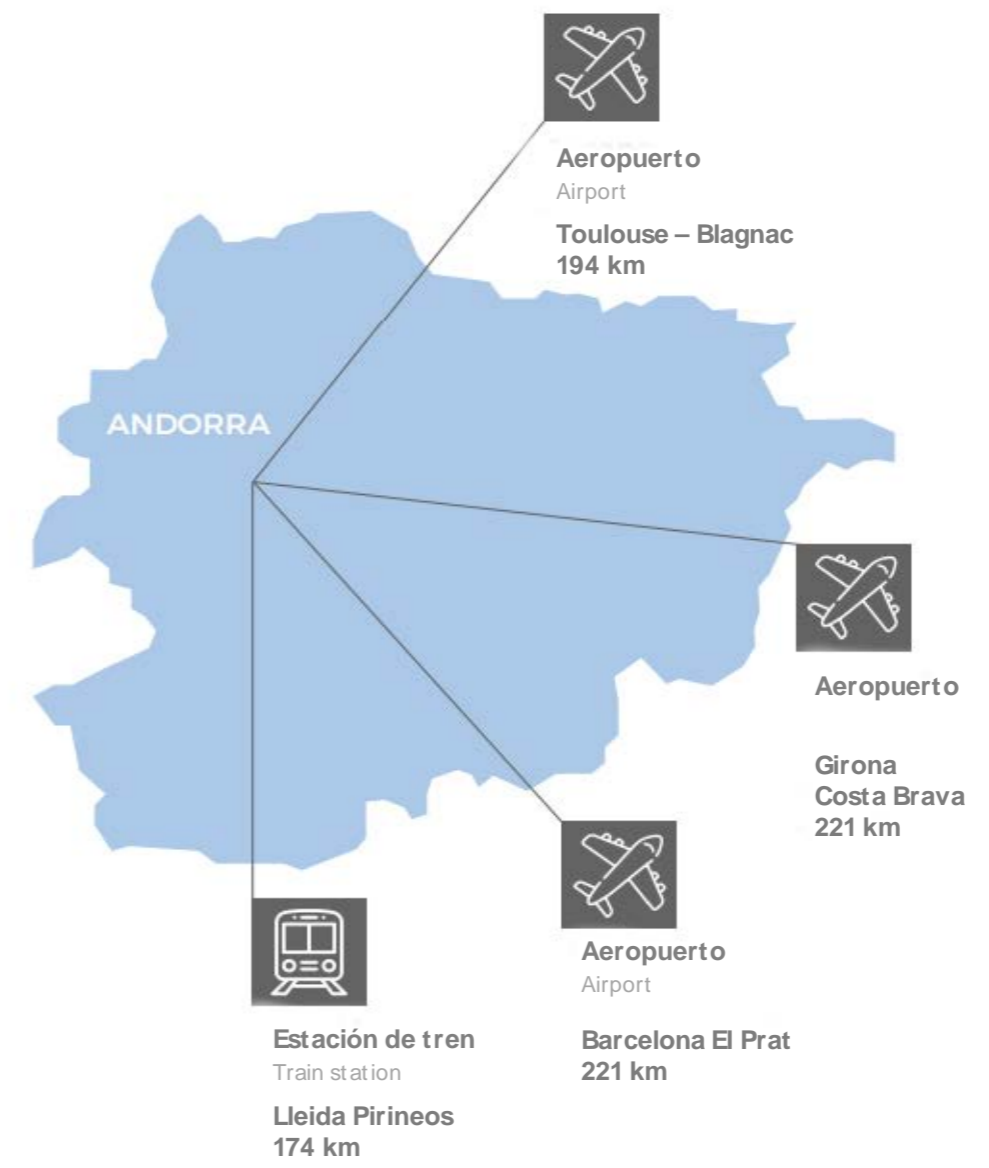 Aeropuerto
Airport
Toulouse – Blagnac
194 km
ANDORRA
Aeropuerto
Girona
Costa Brava
221 km
Aeropuerto
Airport
Barcelona El Prat
221 km
Estación de tren
Train station
Lleida Pirineos
174 km